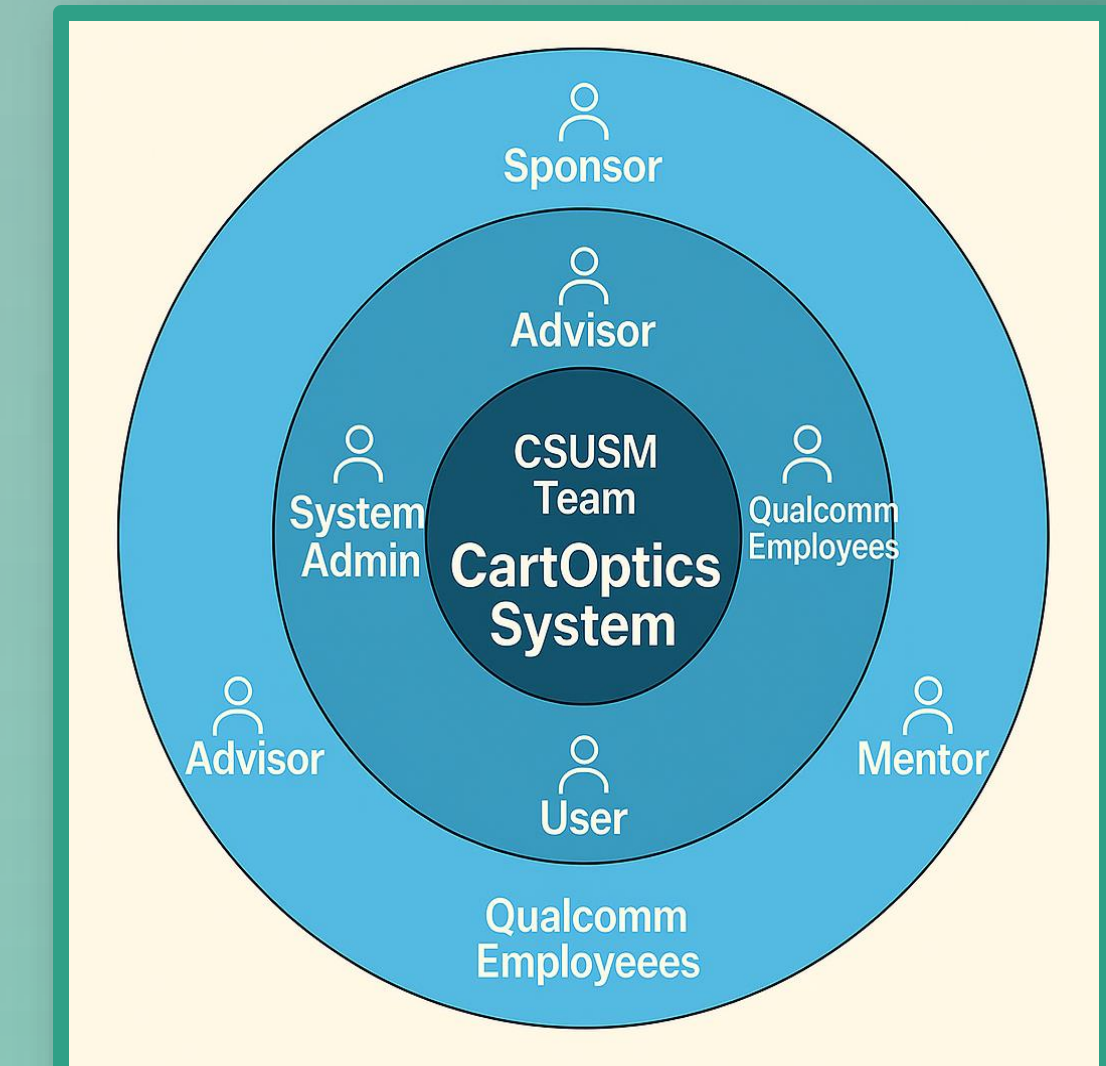 Sponsor
Advisor
CSUSM
Team
CartOptics
System
System
Admin
Qualcomm
Employees
User
Advisor
Mentor
Qualcomm
Employeees